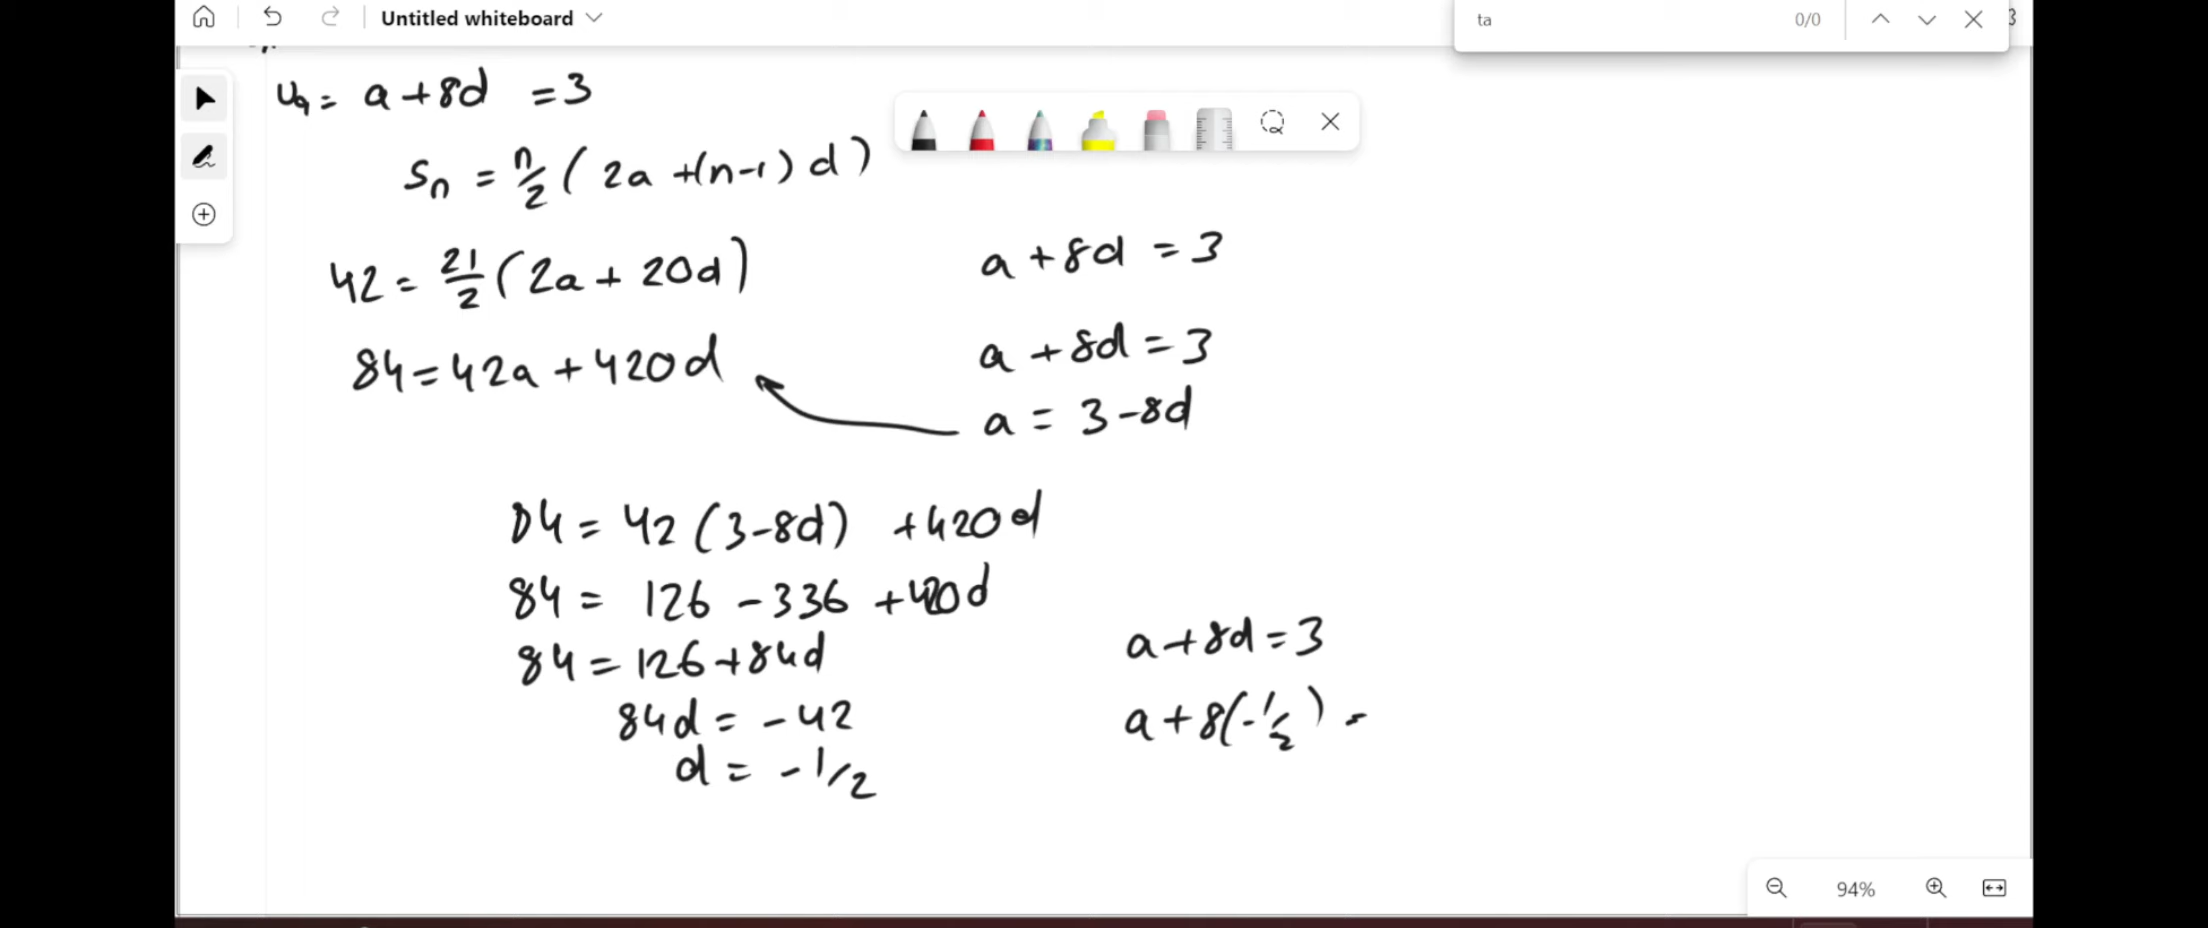 Untitled whiteboard
ta
0/0
u9 = a + 8d = 3
Sn = n/2 ( 2a + (n-1) d )
42 = 21/2 ( 2a + 20d )
84 = 42a + 420d
a + 8d = 3
a + 8d = 3
a = 3 - 8d
84 = 42 ( 3 - 8d ) + 420d
84 = 126 - 336 + 420d
84 = 126 + 84d
84d = - 42
d = - 1/2
a + 8d = 3
a + 8( - 1/2 ) =
94%